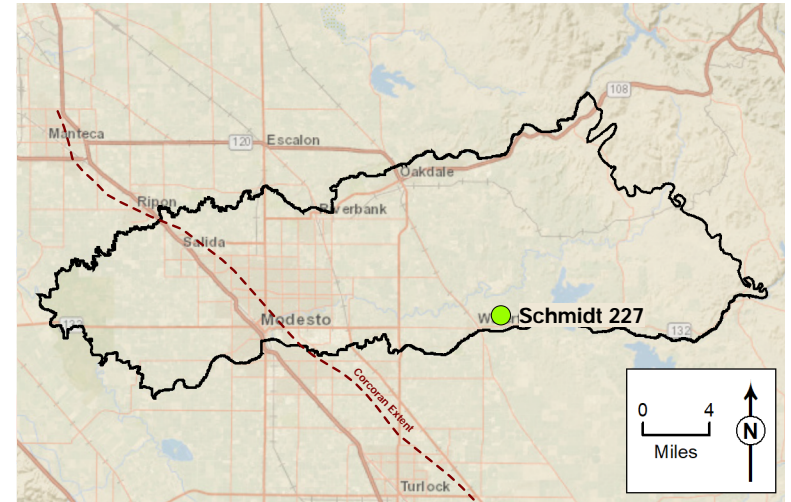 108
Manteca
120
Escalon
Oakdale
Ripon
Riverbank
Salida
Modesto
132
Schmidt 227
132
Corcoran Extent
0 4
Miles
N
Turlock